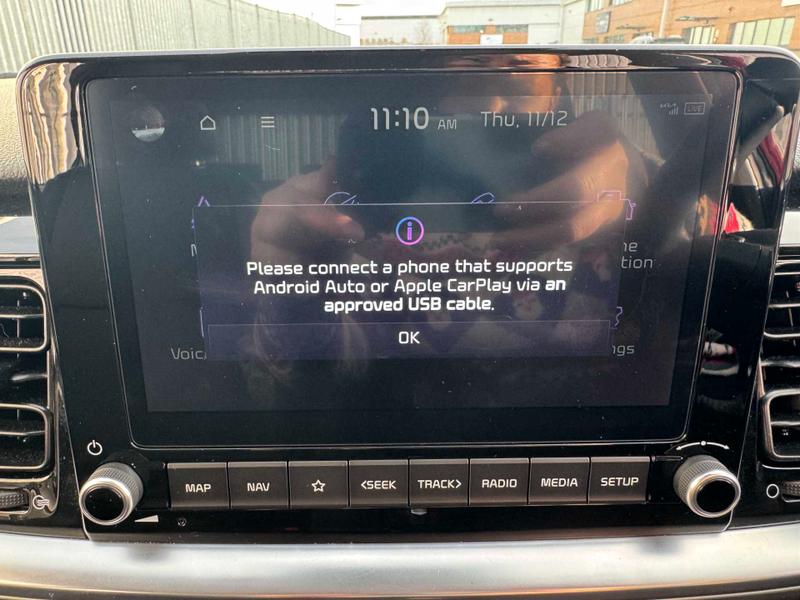 11:10 AM Thu, 11/12
LIVE
Please connect a phone that supports
Android Auto or Apple CarPlay via an
approved USB cable.
OK
MAP NAV <SEEK TRACK> RADIO MEDIA SETUP